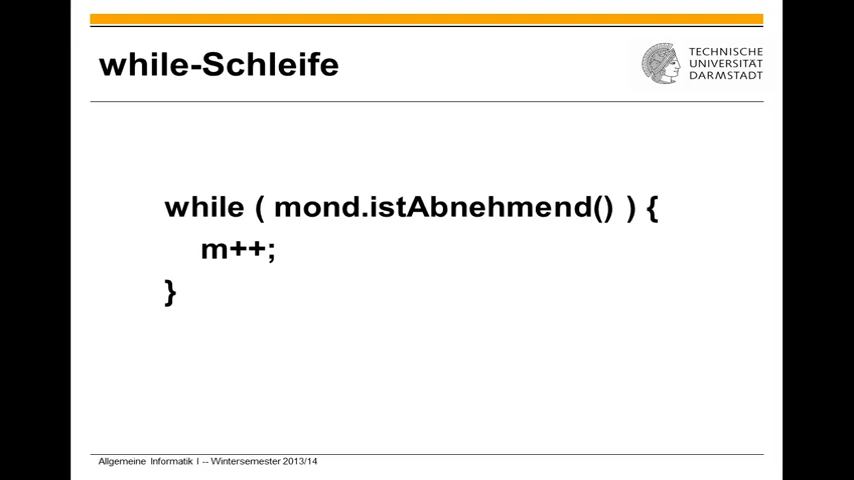 while-Schleife
TECHNISCHE
UNIVERSITÄT
DARMSTADT
while ( mond.istAbnehmend() ) {
m++;
}
Allgemeine Informatik I -- Wintersemester 2013/14